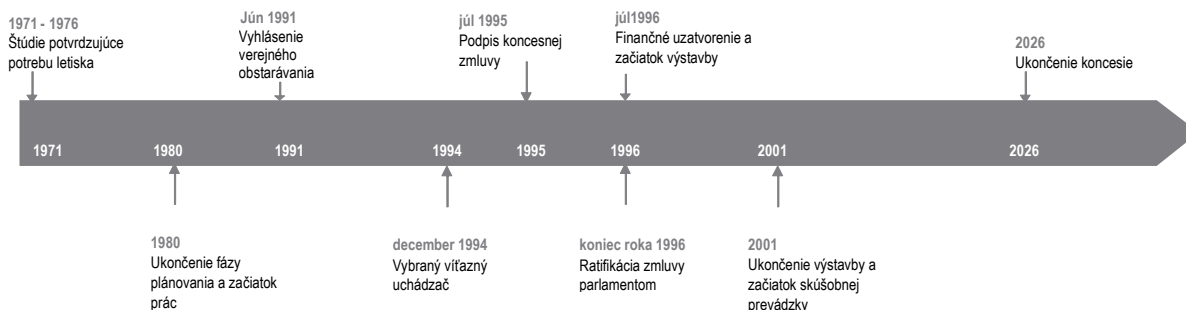 1971 - 1976
Štúdie potvrdzujúce
potrebu letiska
Jún 1991
Vyhlásenie
verejného
obstarávania
júl 1995
Podpis koncesnej
zmluvy
júl1996
Finančné uzatvorenie a
začiatok výstavby
2026
Ukončenie koncesie
1971
1980
1991
1994
1995
1996
2001
2026
1980
Ukončenie fázy
plánovania a začiatok
prác
december 1994
Vybraný víťazný
uchádzač
koniec roka 1996
Ratifikácia zmluvy
parlamentom
2001
Ukončenie výstavby a
začiatok skúšobnej
prevádzky